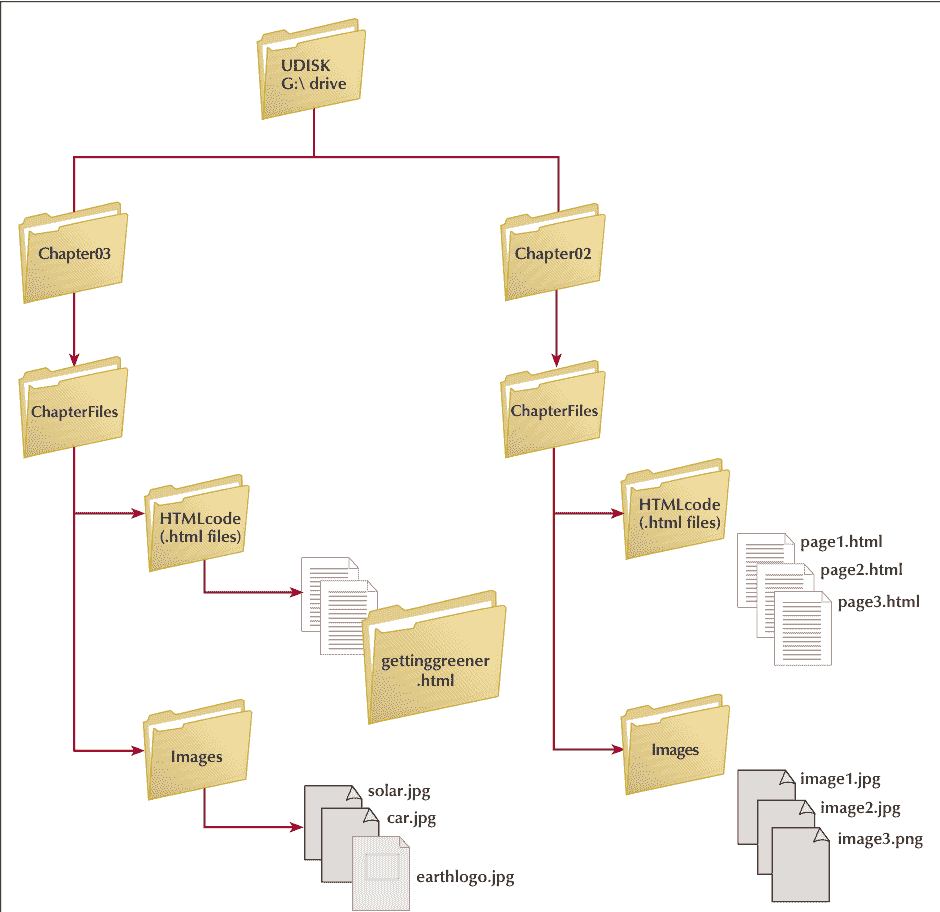 UDISK
G:\ drive
Chapter03
Chapter02
ChapterFiles
ChapterFiles
HTMLcode
(.html files)
HTMLcode
(.html files)
page1.html
page2.html
page3.html
gettinggreener
.html
Images
Images
solar.jpg
car.jpg
earthlogo.jpg
image1.jpg
image2.jpg
image3.png